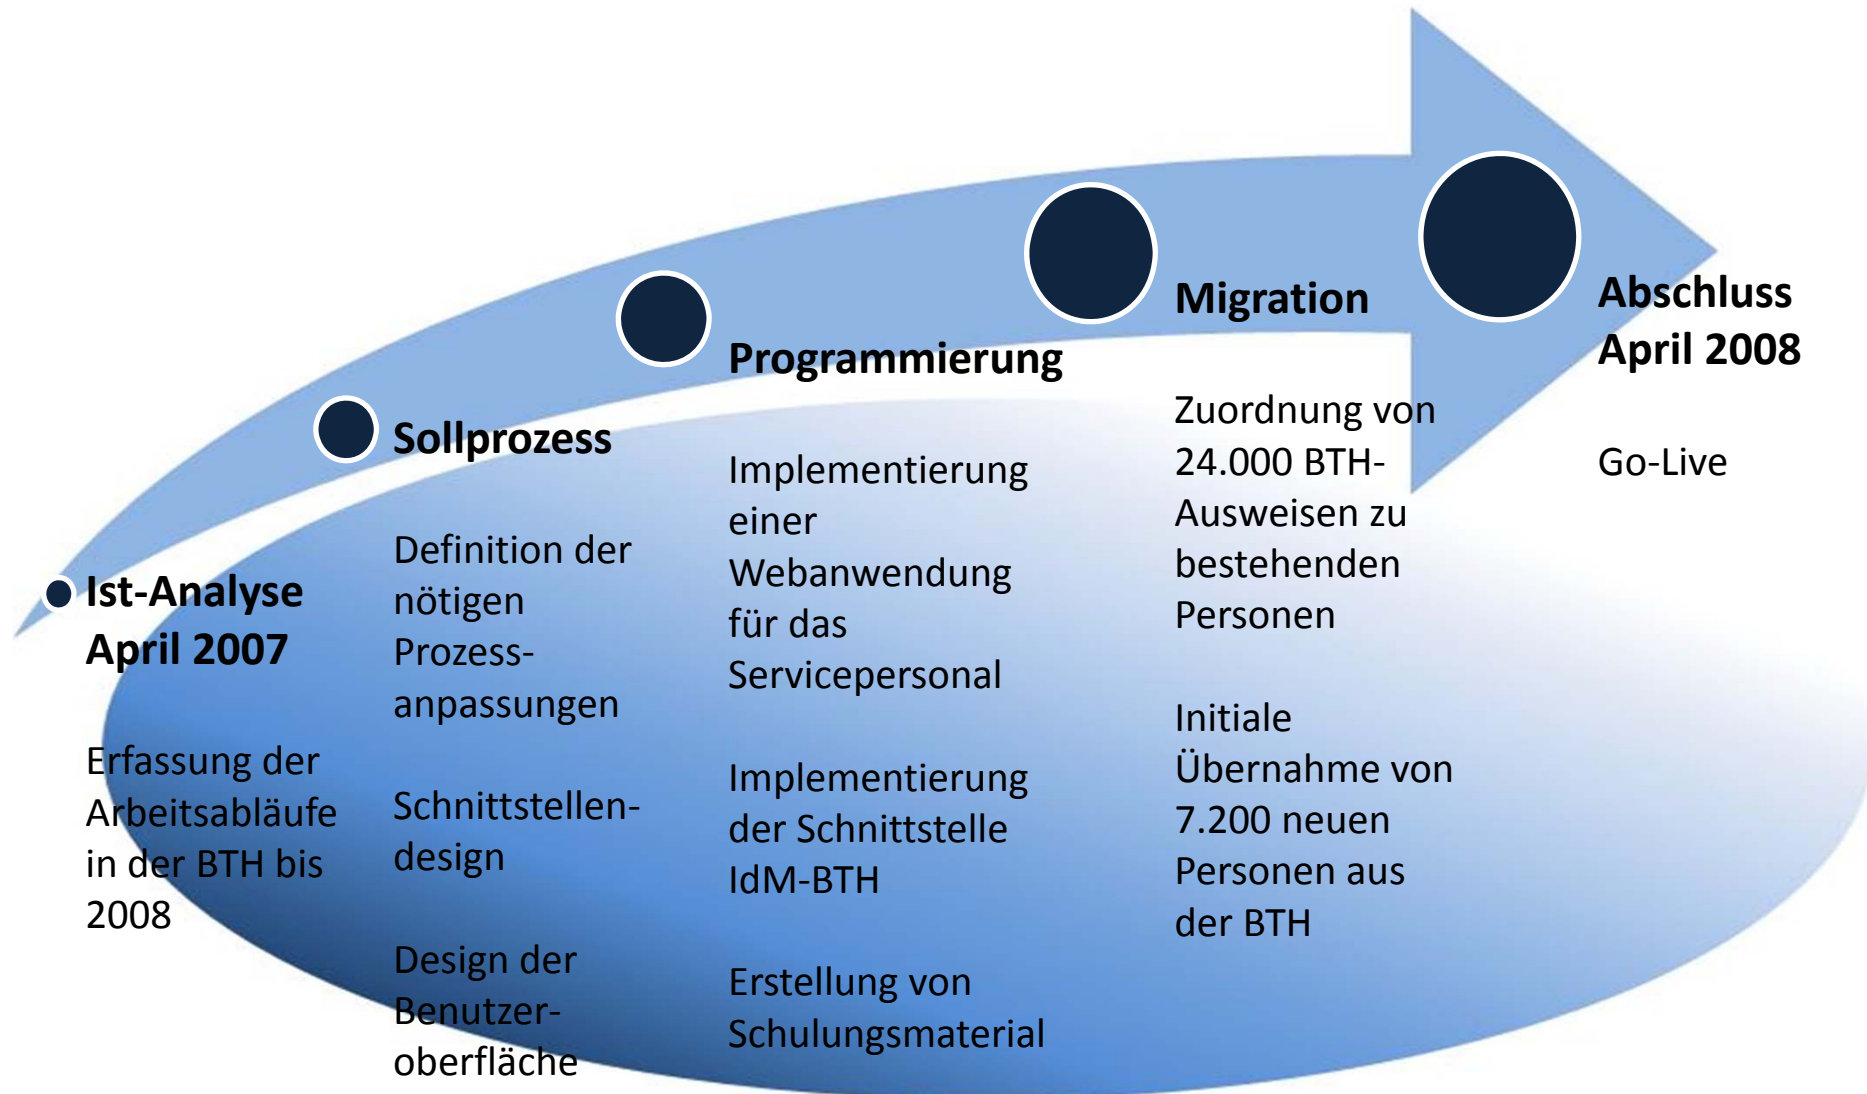 Ist-Analyse
April 2007
Erfassung der
Arbeitsabläufe
in der BTH bis
2008
Sollprozess
Definition der
nötigen
Prozess-
anpassungen
Schnittstellen-
design
Design der
Benutzer-
oberfläche
Programmierung
Implementierung
einer
Webanwendung
für das
Servicepersonal
Implementierung
der Schnittstelle
IdM-BTH
Erstellung von
Schulungsmaterial
Migration
Zuordnung von
24.000 BTH-
Ausweisen zu
bestehenden
Personen
Initiale
Übernahme von
7.200 neuen
Personen aus
der BTH
Abschluss
April 2008
Go-Live